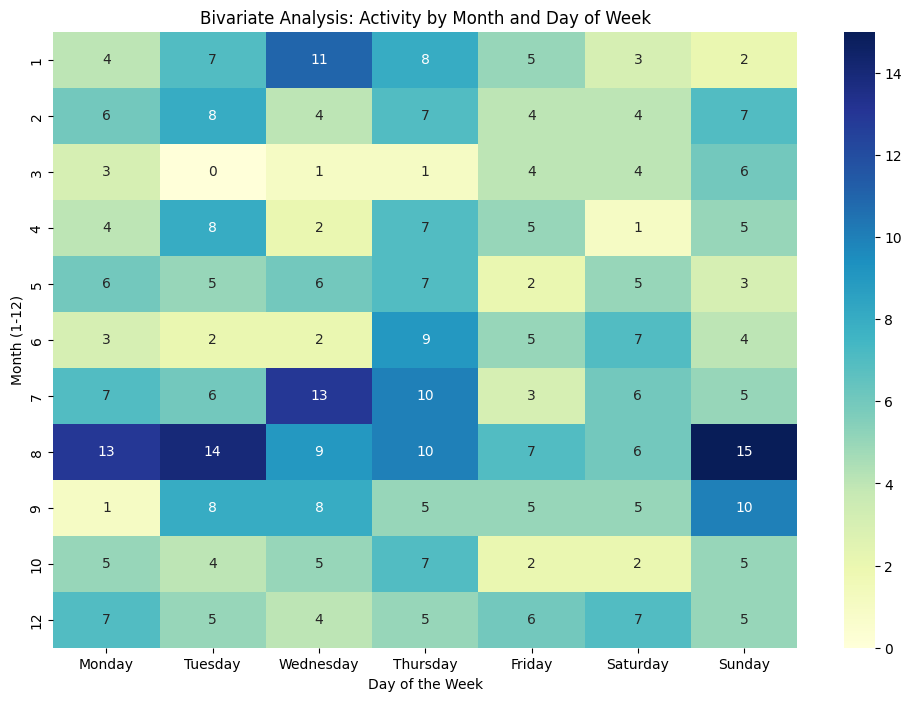 Bivariate Analysis: Activity by Month and Day of Week
1 4 7 11 8 5 3 2
2 6 8 4 7 4 4 7
3 3 0 1 1 4 4 6
4 4 8 2 7 5 1 5
5 6 5 6 7 2 5 3
6 3 2 2 9 5 7 4
7 7 6 13 10 3 6 5
8 13 14 9 10 7 6 15
9 1 8 8 5 5 5 10
10 5 4 5 7 2 2 5
12 7 5 4 5 6 7 5
Monday Tuesday Wednesday Thursday Friday Saturday Sunday
Day of the Week
Month (1-12)
14
12
10
8
6
4
2
0